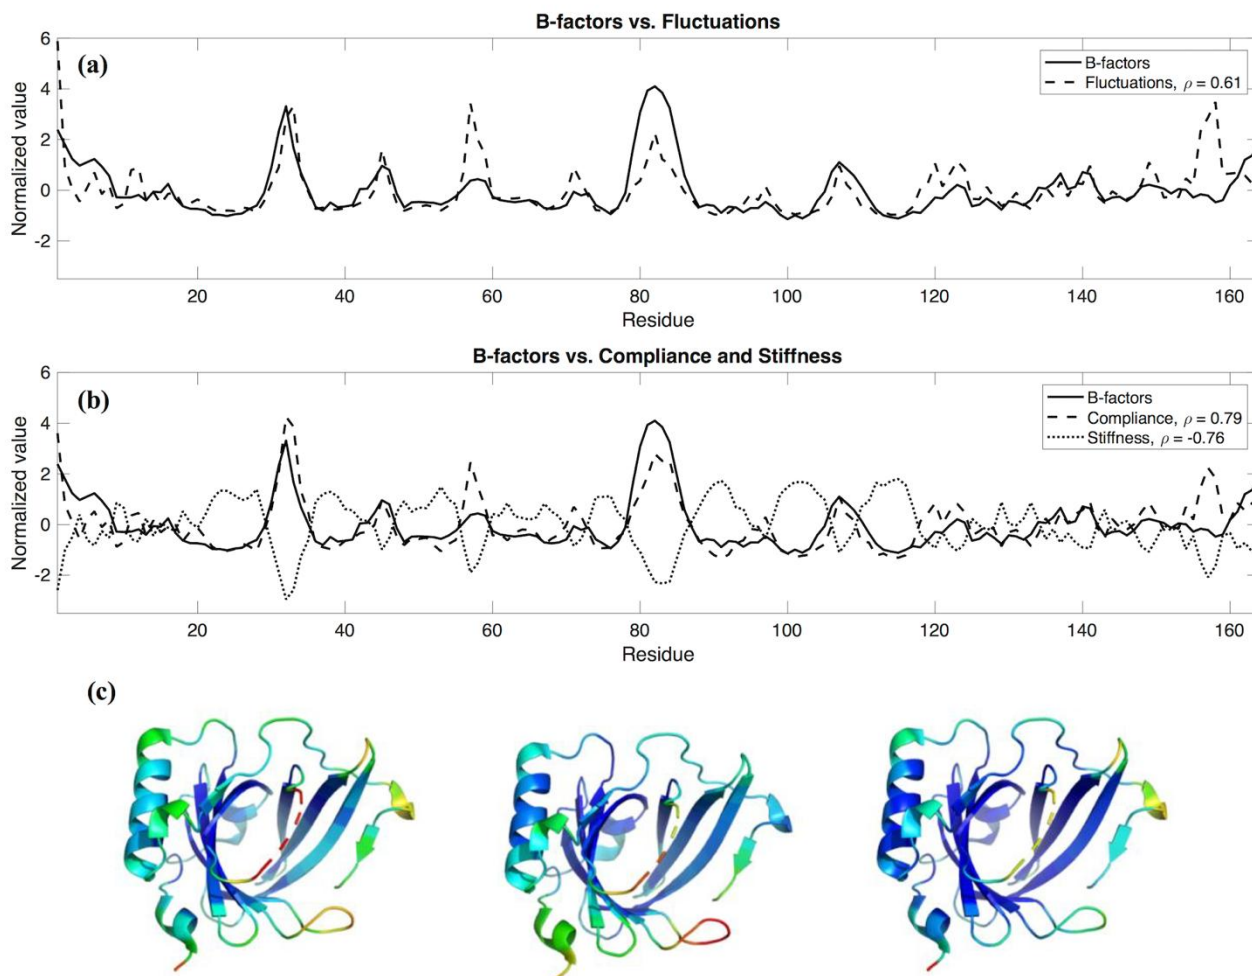 B-factors vs. Fluctuations
(a)
B-factors
Fluctuations, ρ = 0.61
Normalized value
6
4
2
0
-2
20 40 60 80 100 120 140 160
Residue
B-factors vs. Compliance and Stiffness
(b)
B-factors
Compliance, ρ = 0.79
Stiffness, ρ = -0.76
Normalized value
6
4
2
0
-2
20 40 60 80 100 120 140 160
Residue
(c)